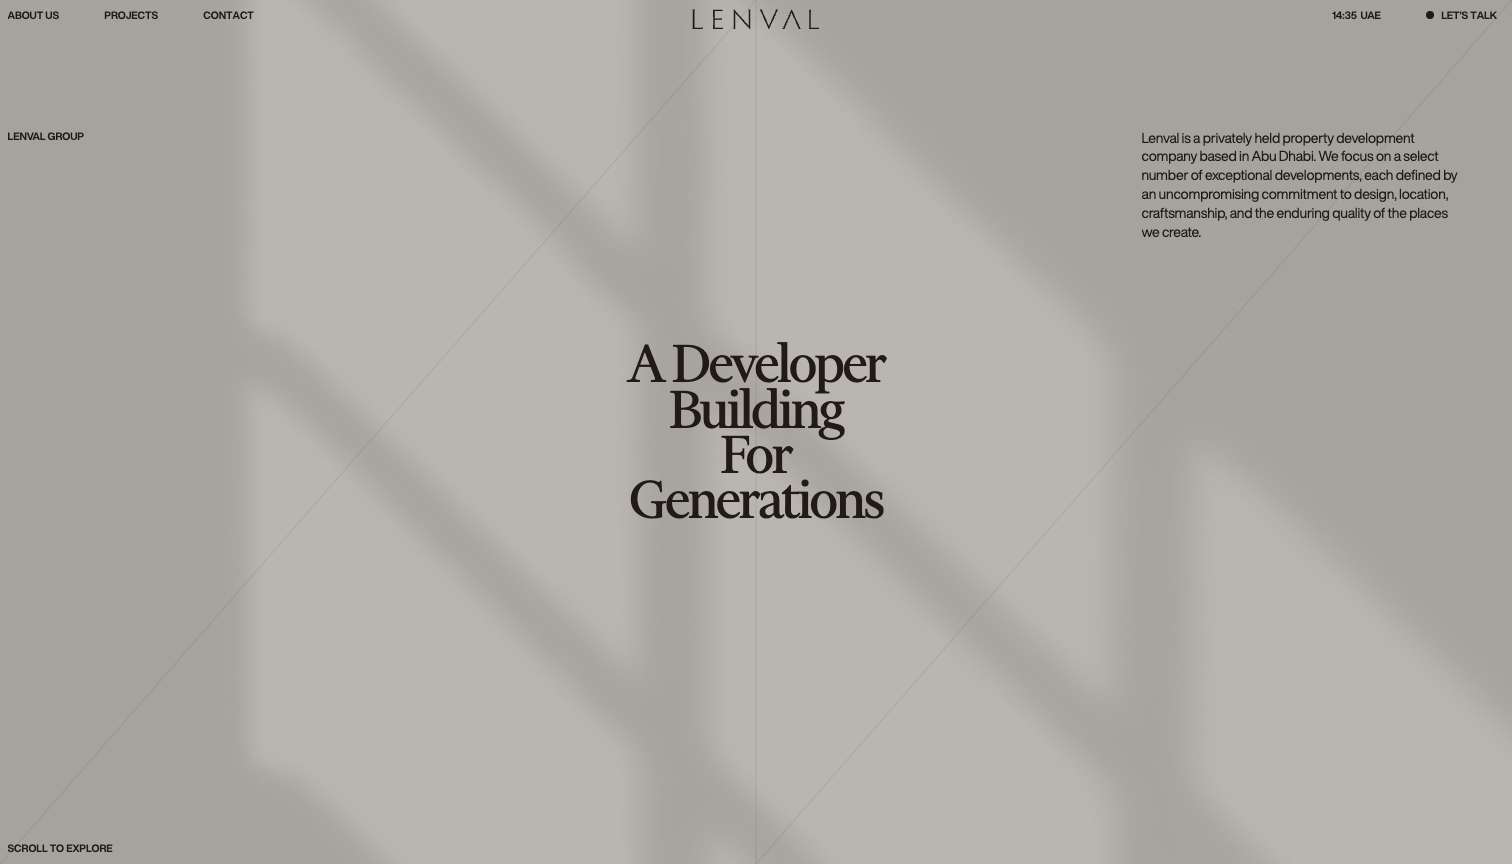 ABOUT US
PROJECTS
CONTACT
LENVAL
14:35 UAE
LET'S TALK
LENVAL GROUP
Lenval is a privately held property development
company based in Abu Dhabi. We focus on a select
number of exceptional developments, each defined by
an uncompromising commitment to design, location,
craftsmanship, and the enduring quality of the places
we create.
A Developer
Building
For
Generations
SCROLL TO EXPLORE